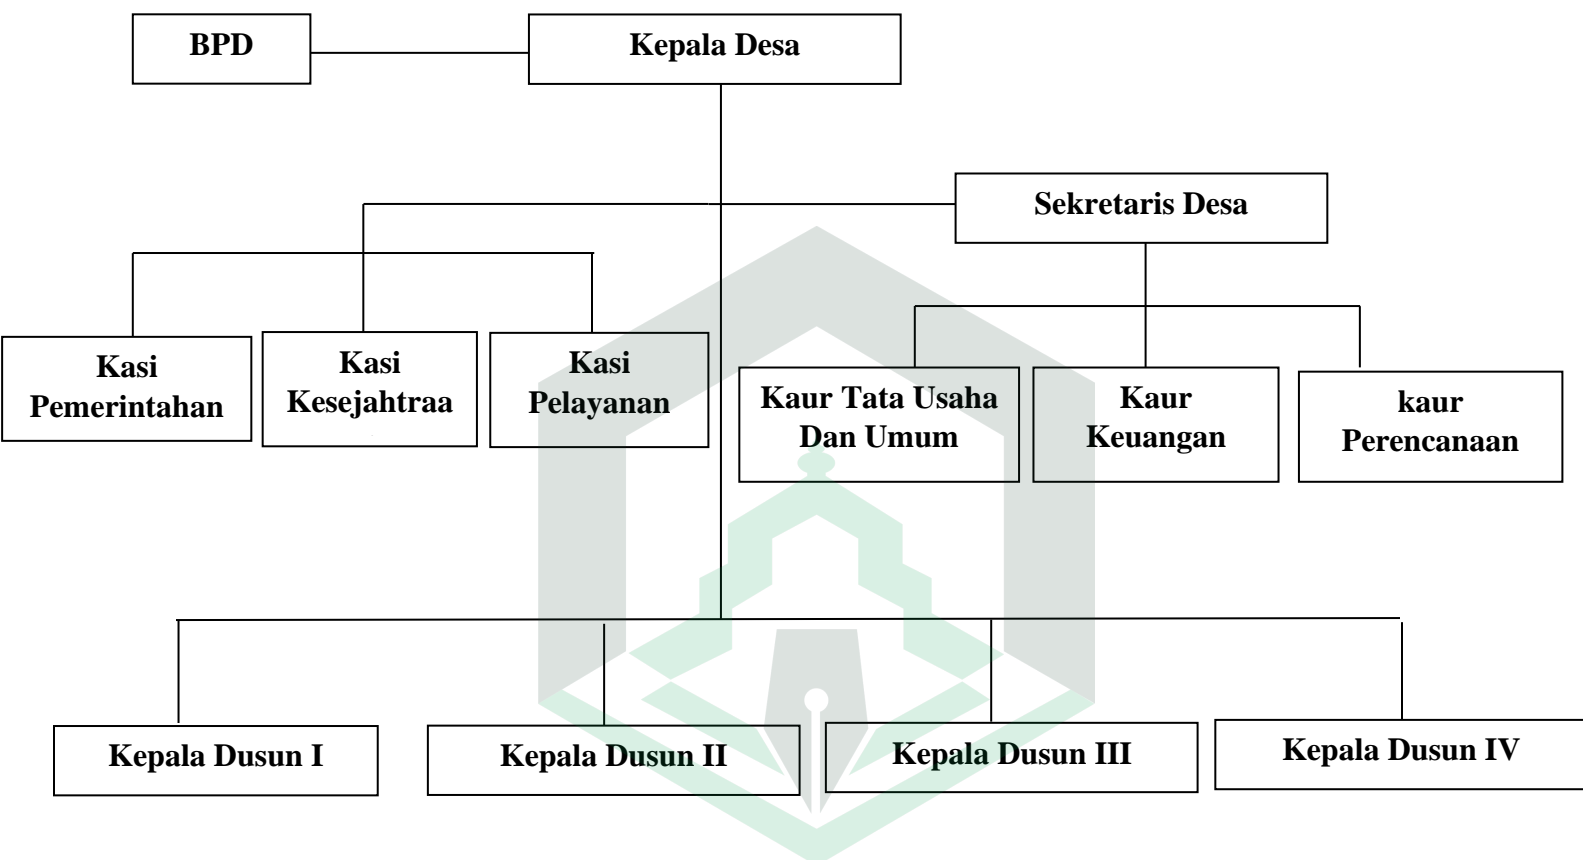 BPD
Kepala Desa
Sekretaris Desa
Kasi
Pemerintahan
Kasi
Kesejahtraa
Kasi
Pelayanan
Kaur Tata Usaha
Dan Umum
Kaur
Keuangan
kaur
Perencanaan
Kepala Dusun I
Kepala Dusun II
Kepala Dusun III
Kepala Dusun IV